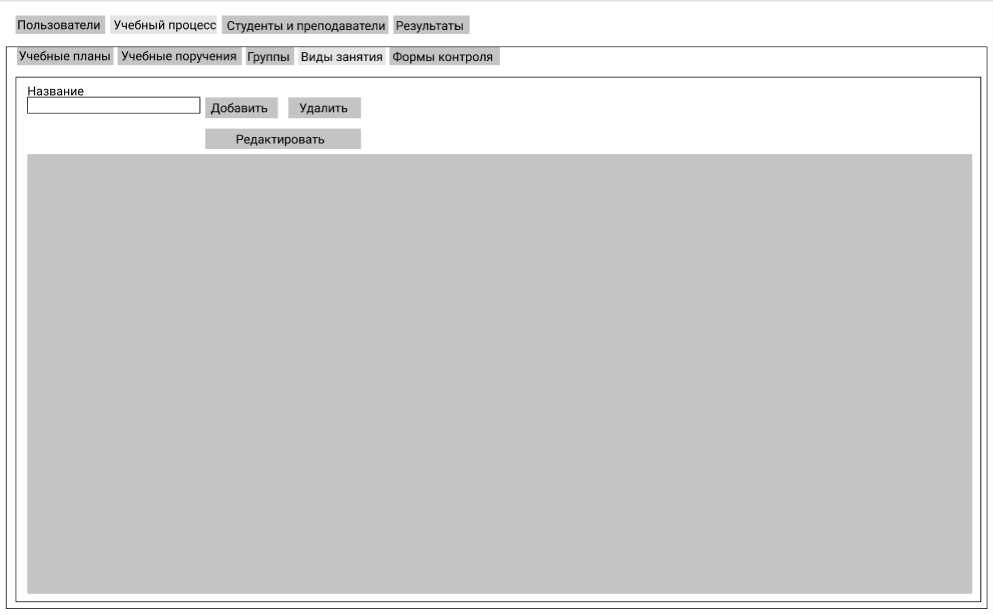 Пользователи Учебный процесс Студенты и преподаватели Результаты
Учебные планы Учебные поручения Группы Виды занятия Формы контроля
Название
Добавить Удалить
Редактировать